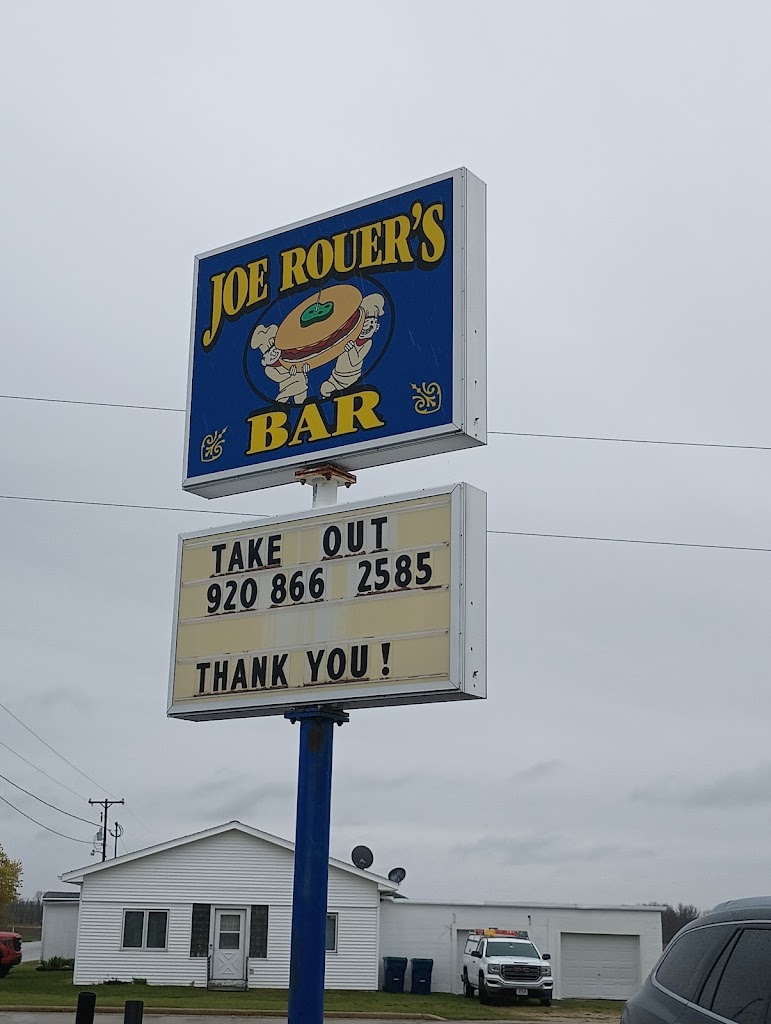 JOE ROUER'S
BAR
TAKE OUT
920 866 2585
THANK YOU!